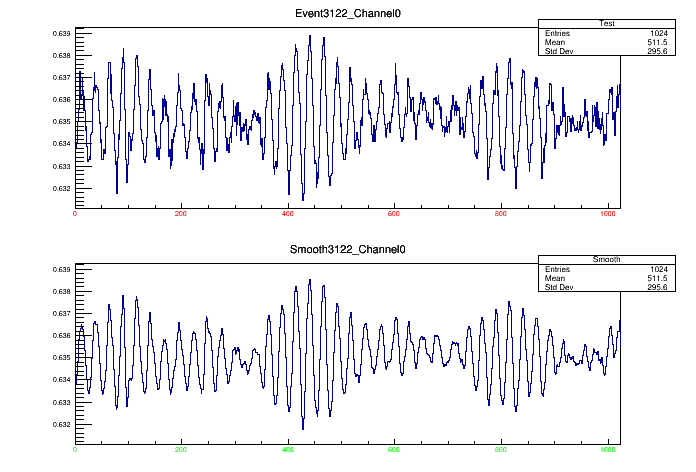 Event3122_Channel0
Test
Entries 1024
Mean 511.5
Std Dev 295.6
0.639
0.638
0.637
0.636
0.635
0.634
0.633
0.632
0 200 400 600 800 1000
Smooth3122_Channel0
Smooth
Entries 1024
Mean 511.5
Std Dev 295.6
0.639
0.638
0.637
0.636
0.635
0.634
0.633
0.632
0 200 400 600 800 1000